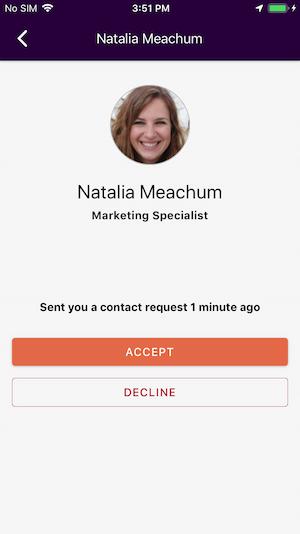 No SIM 3:51 PM
Natalia Meachum
Natalia Meachum
Marketing Specialist
Sent you a contact request 1 minute ago
ACCEPT
DECLINE